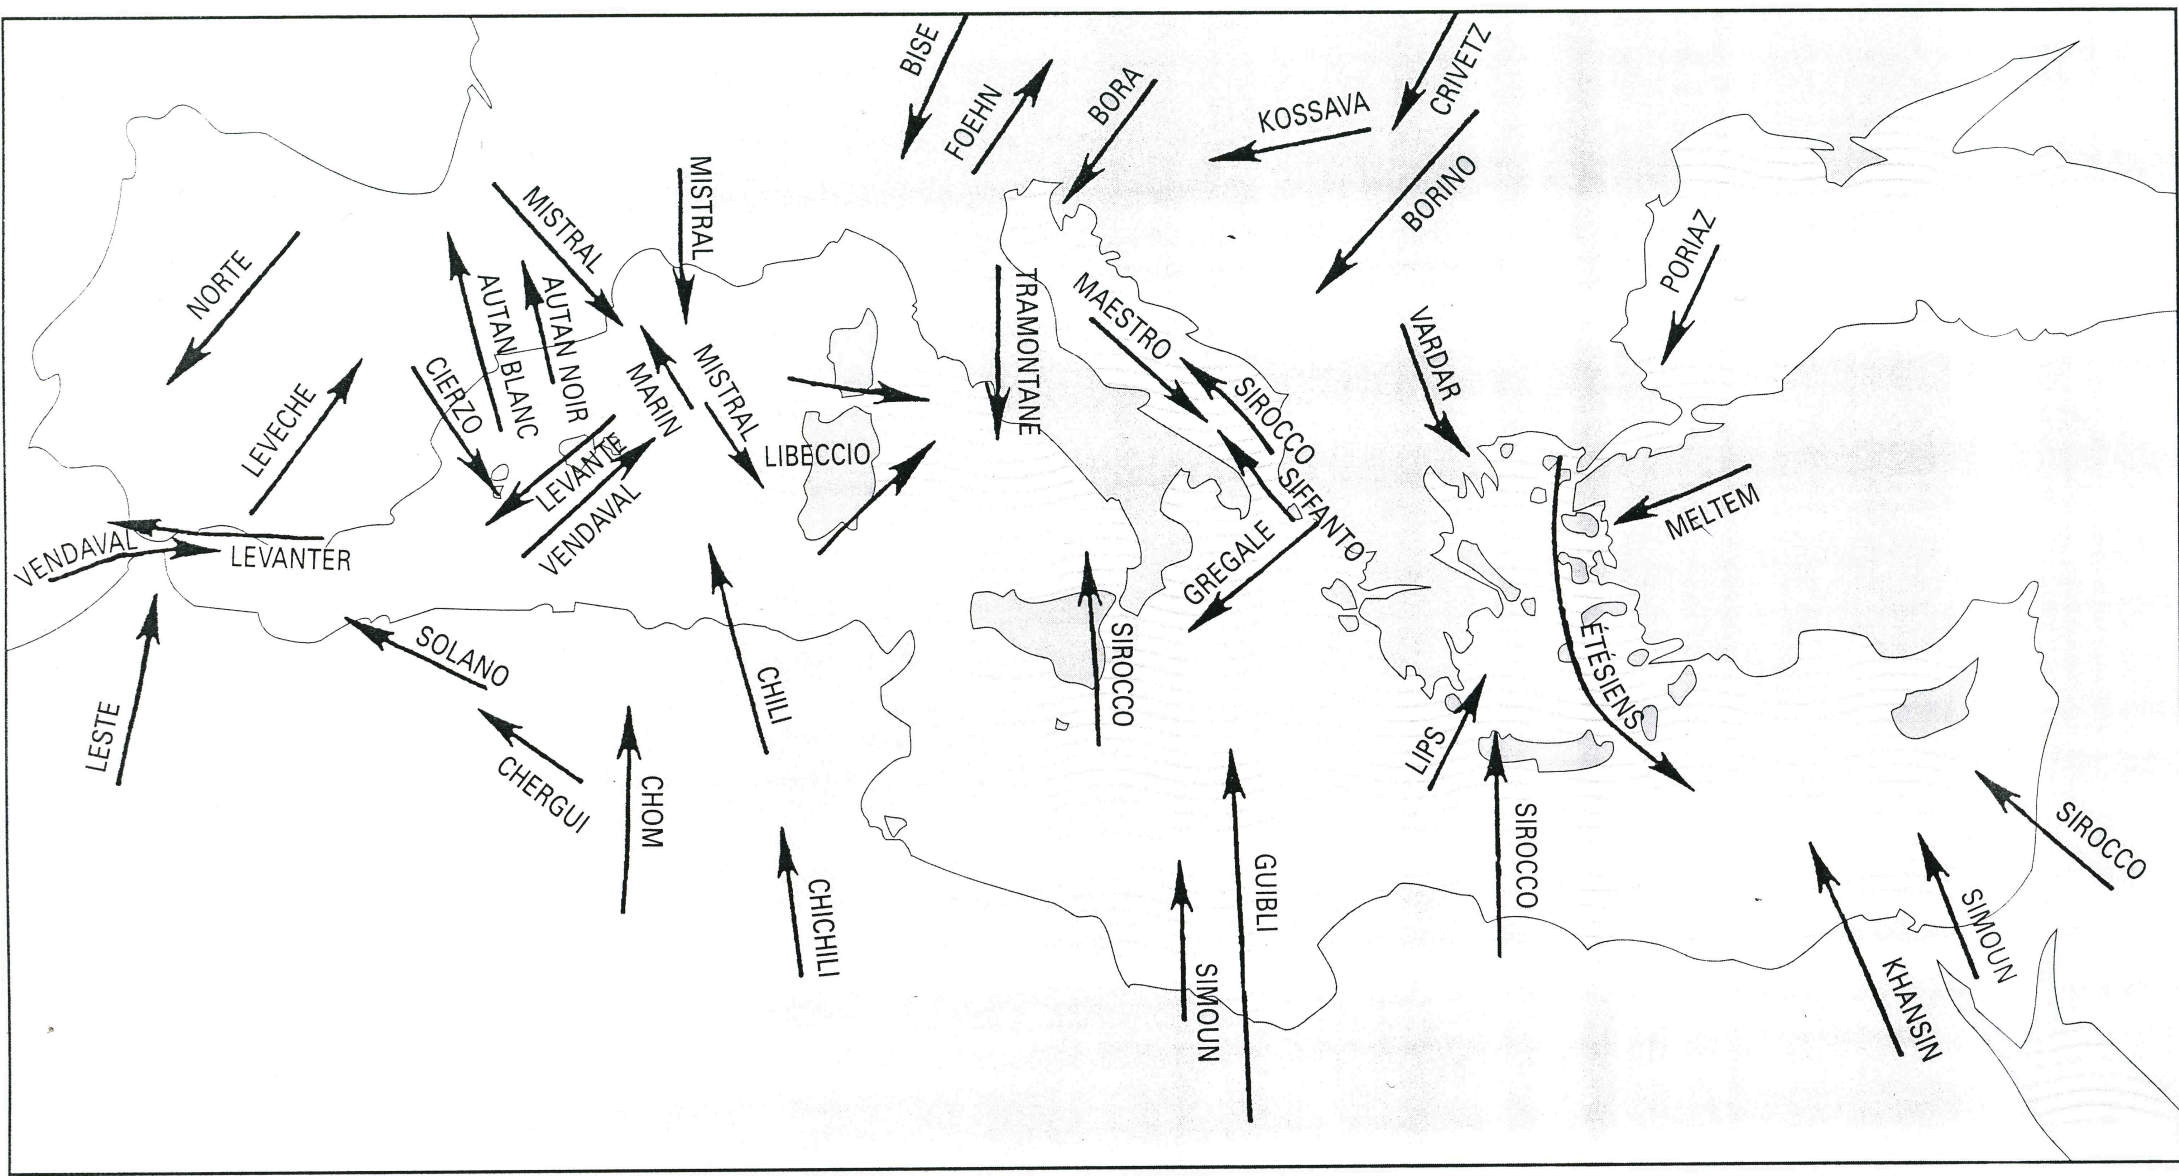 BISE
FOEHN
BORA
KOSSAVA
CRIVETZ
BORINO
MISTRAL
MISTRAL
NORTE
AUTAN BLANC
AUTAN NOIR
TRAMONTANE
MAESTRO
PORIAZ
VARDAR
CIERZO
MARIN
MISTRAL
LEVECHE
LIBECCIO
SIROCCO
LEVANTE
VENDAVAL
SIFFANTO
MELTEM
VENDAVAL
LEVANTER
GREGALE
SOLANO
CHILI
SIROCCO
ÉTÉSIENS
LESTE
LIPS
CHERGUI
CHOM
SIROCCO
SIROCCO
CHICHILI
GUIBLI
SIMOUN
SIMOUN
KHANSIN